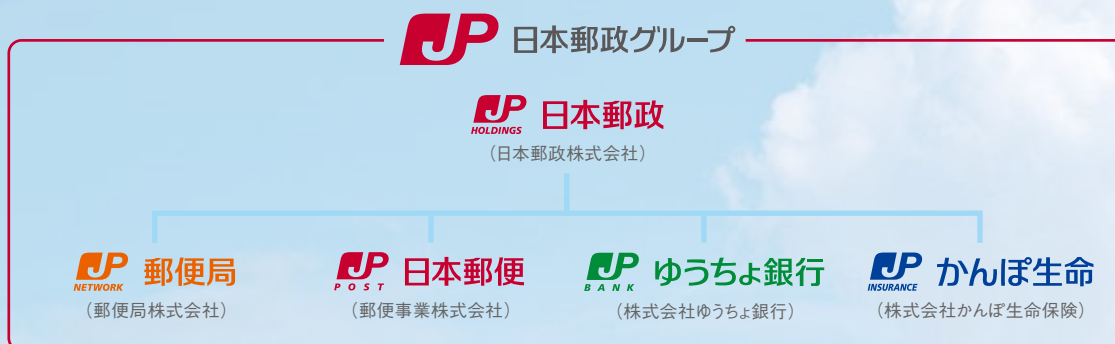 JP 日本郵政グループ
JP HOLDINGS 日本郵政
（日本郵政株式会社）
JP NETWORK 郵便局
JP POST 日本郵便
JP BANK ゆうちょ銀行
JP INSURANCE かんぽ生命
（郵便局株式会社）
（郵便事業株式会社）
（株式会社ゆうちょ銀行）
（株式会社かんぽ生命保険）